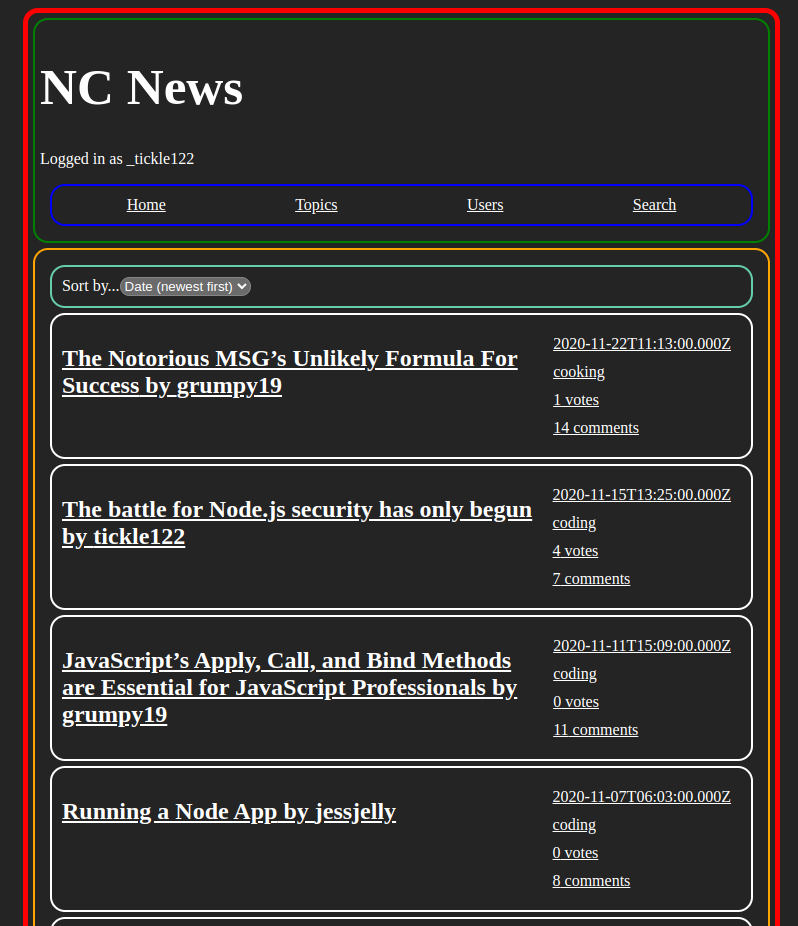 NC News
Logged in as _tickle122
Home Topics Users Search
Sort by... Date (newest first)
The Notorious MSG’s Unlikely Formula For
Success by grumpy19
2020-11-22T11:13:00.000Z
cooking
1 votes
14 comments
The battle for Node.js security has only begun
by tickle122
2020-11-15T13:25:00.000Z
coding
4 votes
7 comments
JavaScript’s Apply, Call, and Bind Methods
are Essential for JavaScript Professionals by
grumpy19
2020-11-11T15:09:00.000Z
coding
0 votes
11 comments
Running a Node App by jessjelly
2020-11-07T06:03:00.000Z
coding
0 votes
8 comments